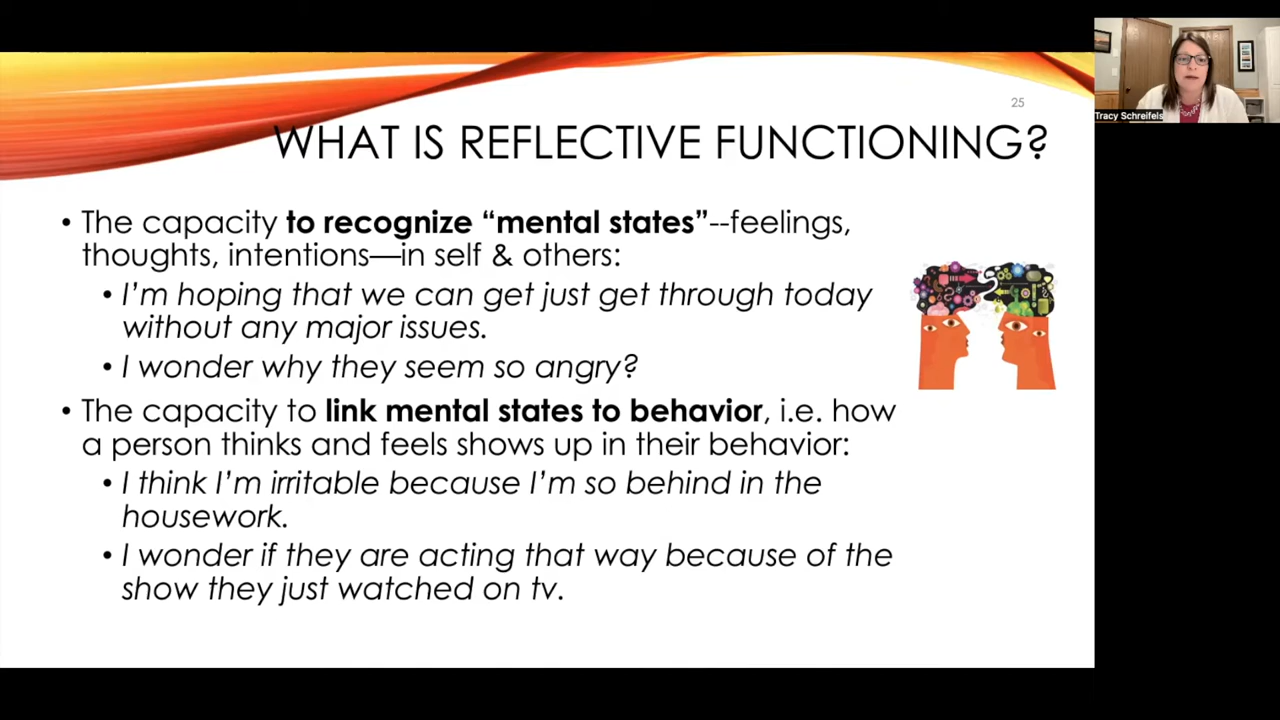 25
WHAT IS REFLECTIVE FUNCTIONING?
• The capacity to recognize “mental states”--feelings,
thoughts, intentions—in self & others:
• I’m hoping that we can get just get through today
without any major issues.
• I wonder why they seem so angry?
• The capacity to link mental states to behavior, i.e. how
a person thinks and feels shows up in their behavior:
• I think I’m irritable because I’m so behind in the
housework.
• I wonder if they are acting that way because of the
show they just watched on tv.
Tracy Schreifels